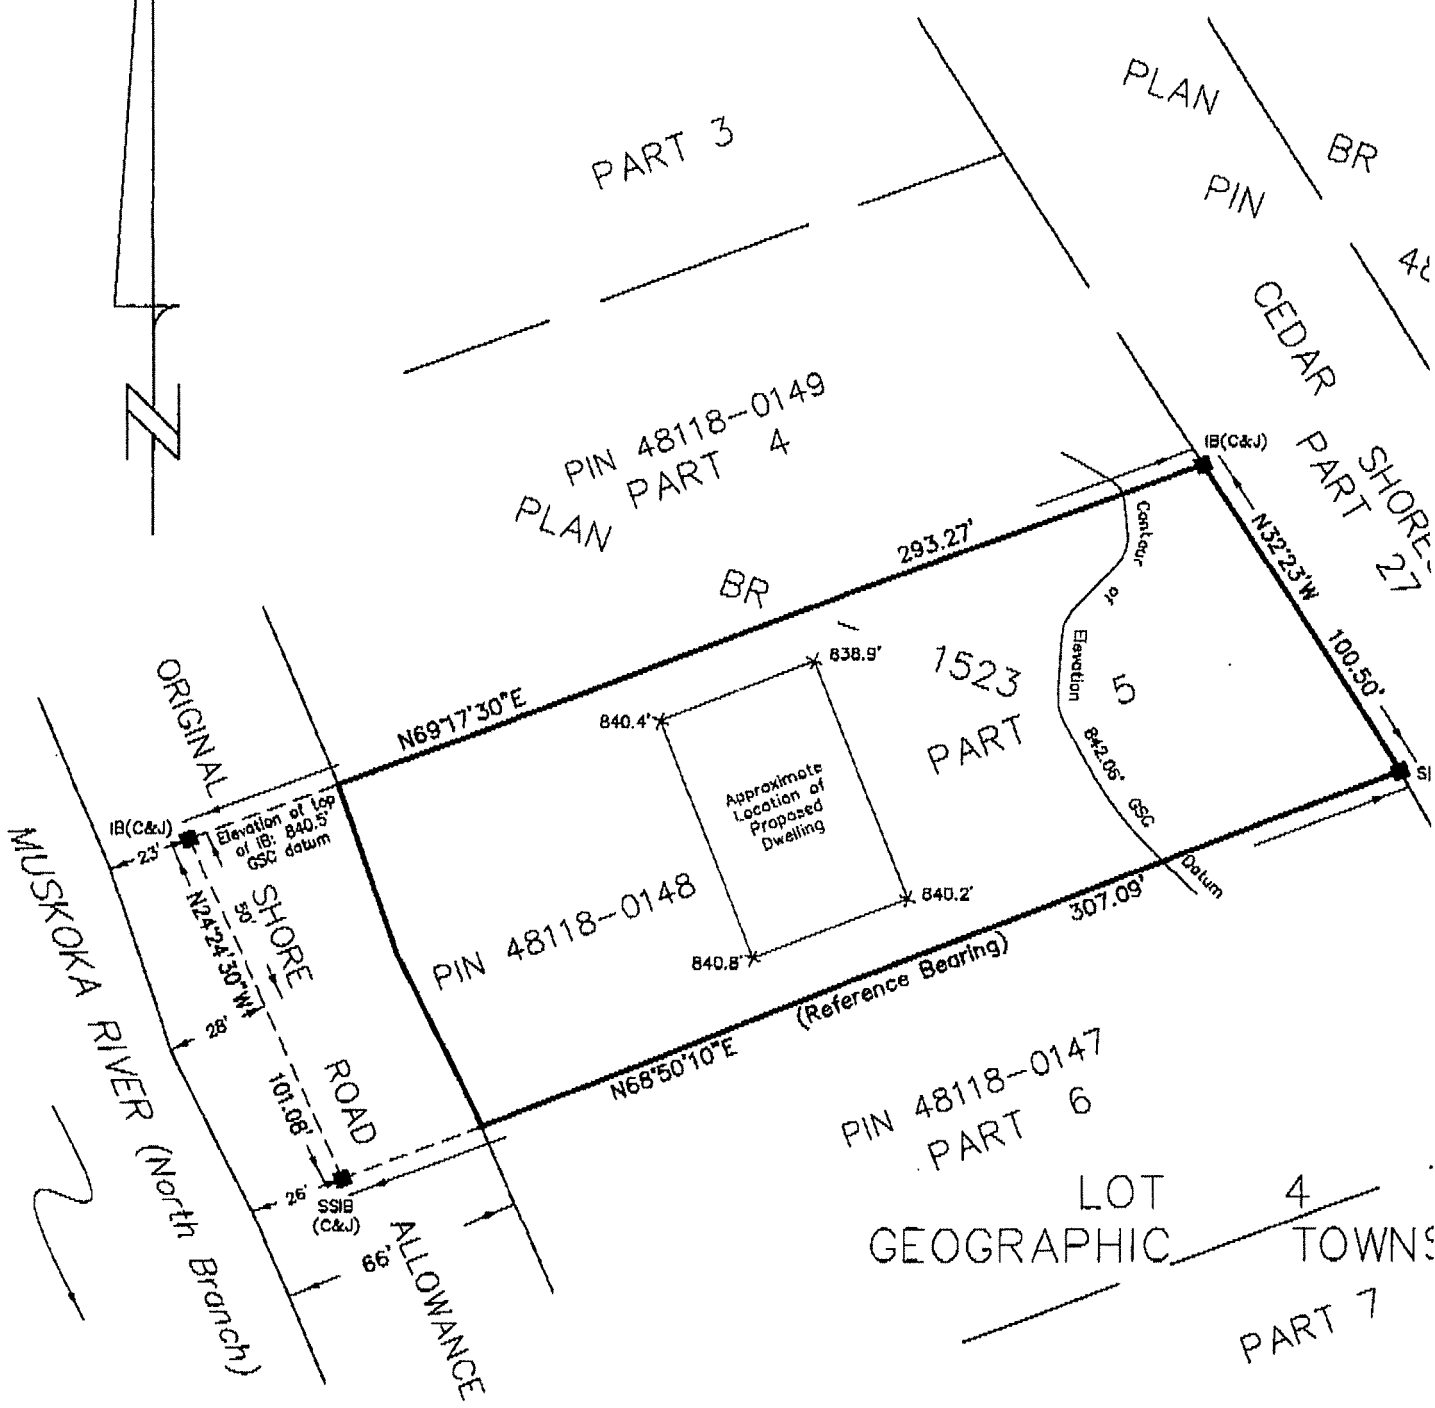 N
PART 3
PLAN
BR
PIN
CEDAR SHORES
PART 27
PIN 48118-0149
PART 4
PLAN
BR
1523
PART 5
IB(C&J)
293.27'
N69°17'30"E
N32°23'W
100.50'
Contour of Elevation 842.06' GSC Datum
838.9'
840.4'
840.2'
840.8'
Approximate
Location of
Proposed
Dwelling
PIN 48118-0148
307.09'
(Reference Bearing)
N68°50'10"E
ORIGINAL
SHORE
ROAD
ALLOWANCE
IB(C&J)
Elevation of top
of IB: 840.5'
GSC datum
23'
50'
N24°24'30"W
28'
101.08'
26'
SSIB
(C&J)
66'
MUSKOKA RIVER (North Branch)
PIN 48118-0147
PART 6
LOT 4
GEOGRAPHIC TOWNS
PART 7